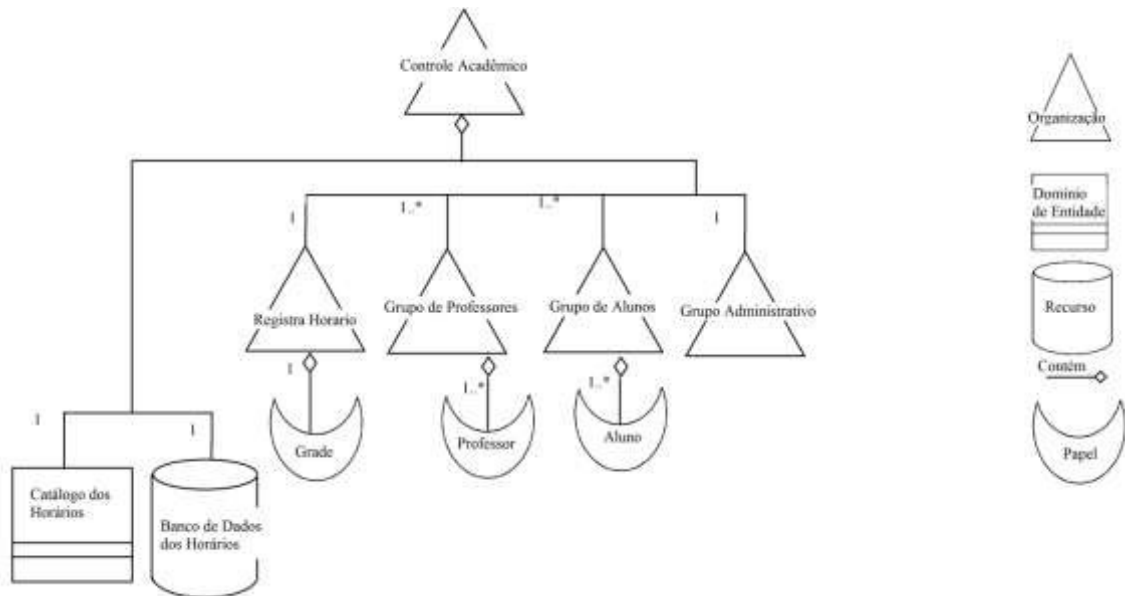 Controle Acadêmico
Organização
Domínio
de Entidade
1
1..*
1..*
1
Registra Horario
Grupo de Professores
Grupo de Alunos
Grupo Administrativo
Recurso
1
1..*
1..*
Contém
Grade
Professor
Aluno
Papel
1
1
Catálogo dos
Horários
Banco de Dados
dos Horários